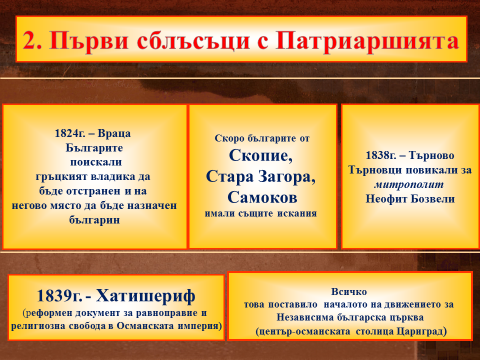 2. Първи сблъсъци с Патриаршията
1824г. – Враца
Българите
поискали
гръцкият владика да
бъде отстранен и на
негово място да бъде назначен
българин
Скоро българите от
Скопие,
Стара Загора,
Самоков
имали същите искания
1838г. – Търново
Търновци повикали за
митрополит
Неофит Бозвели
1839г. - Хатишериф
(реформен документ за равноправие и
религиозна свобода в Османската империя)
Всичко
това поставило началото на движението за
Независима българска църква
(център-османската столица Цариград)